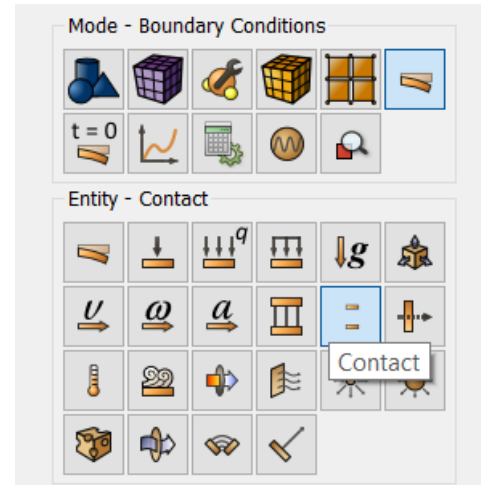 Mode - Boundary Conditions
t = 0
Entity - Contact
q
g
v ω a
Contact